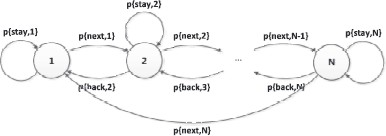 p{stay,2}
p{stay,1} p{next,1} p{next,2} p{next,N-1} p{stay,N}
1 2 ... N
p{back,2} p{back,3} p{back,N}
p{next,N}